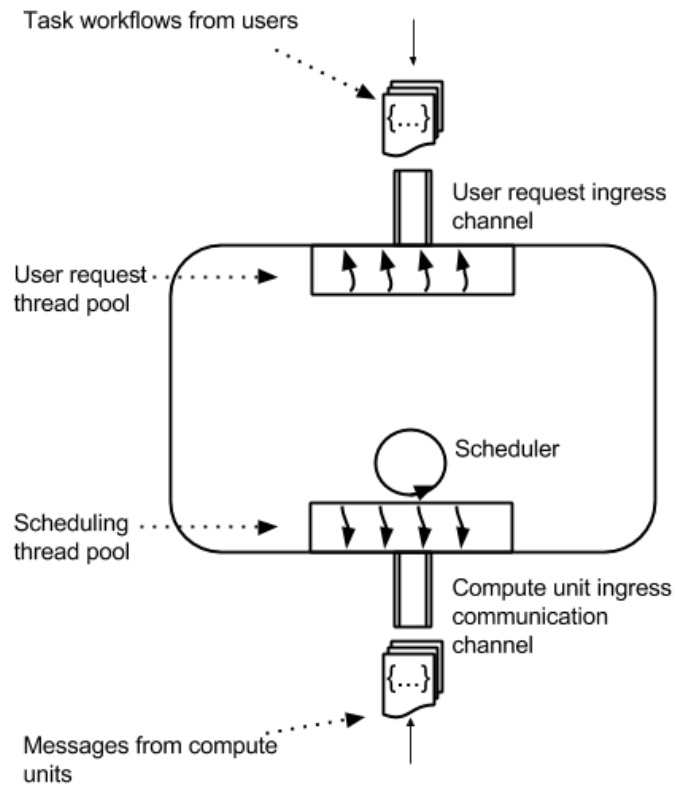 Task workflows from users
{...}
User request ingress
channel
User request
thread pool
Scheduler
Scheduling
thread pool
Compute unit ingress
communication
channel
{...}
Messages from compute
units